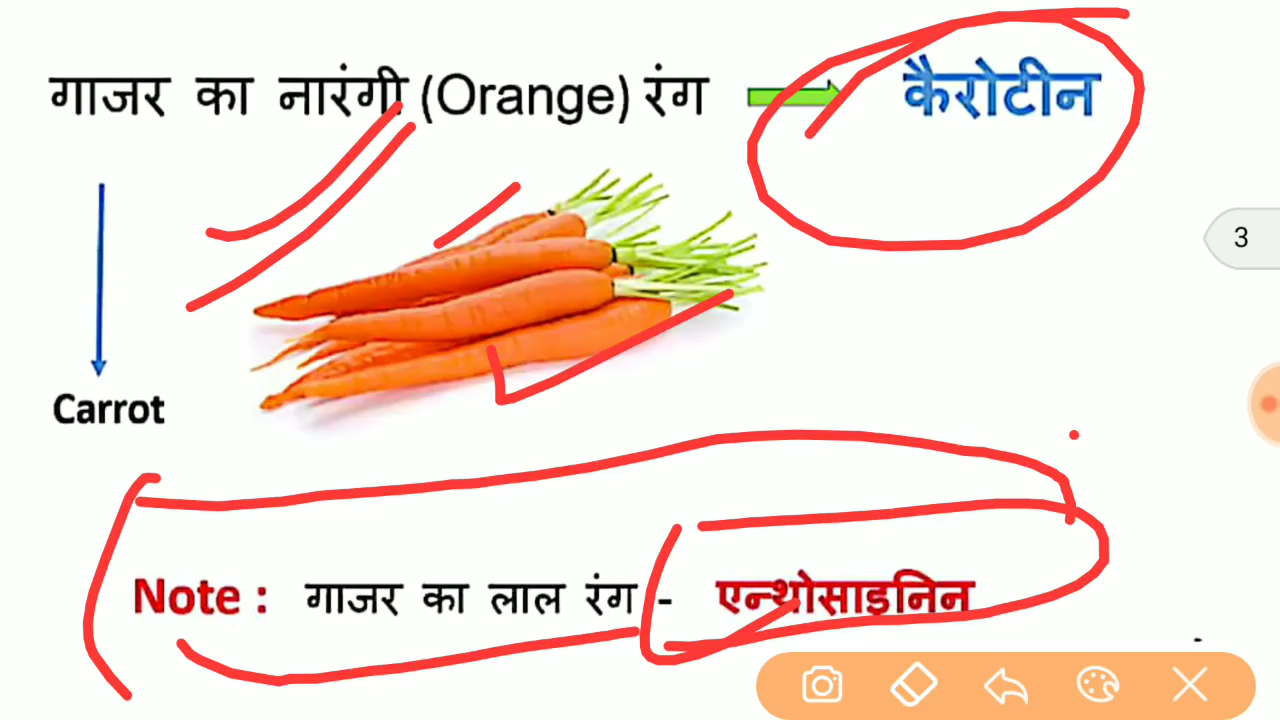 गाजर का नारंगी (Orange) रंग कैरोटीन
3
Carrot
Note : गाजर का लाल रंग - एन्थोसाइनिन